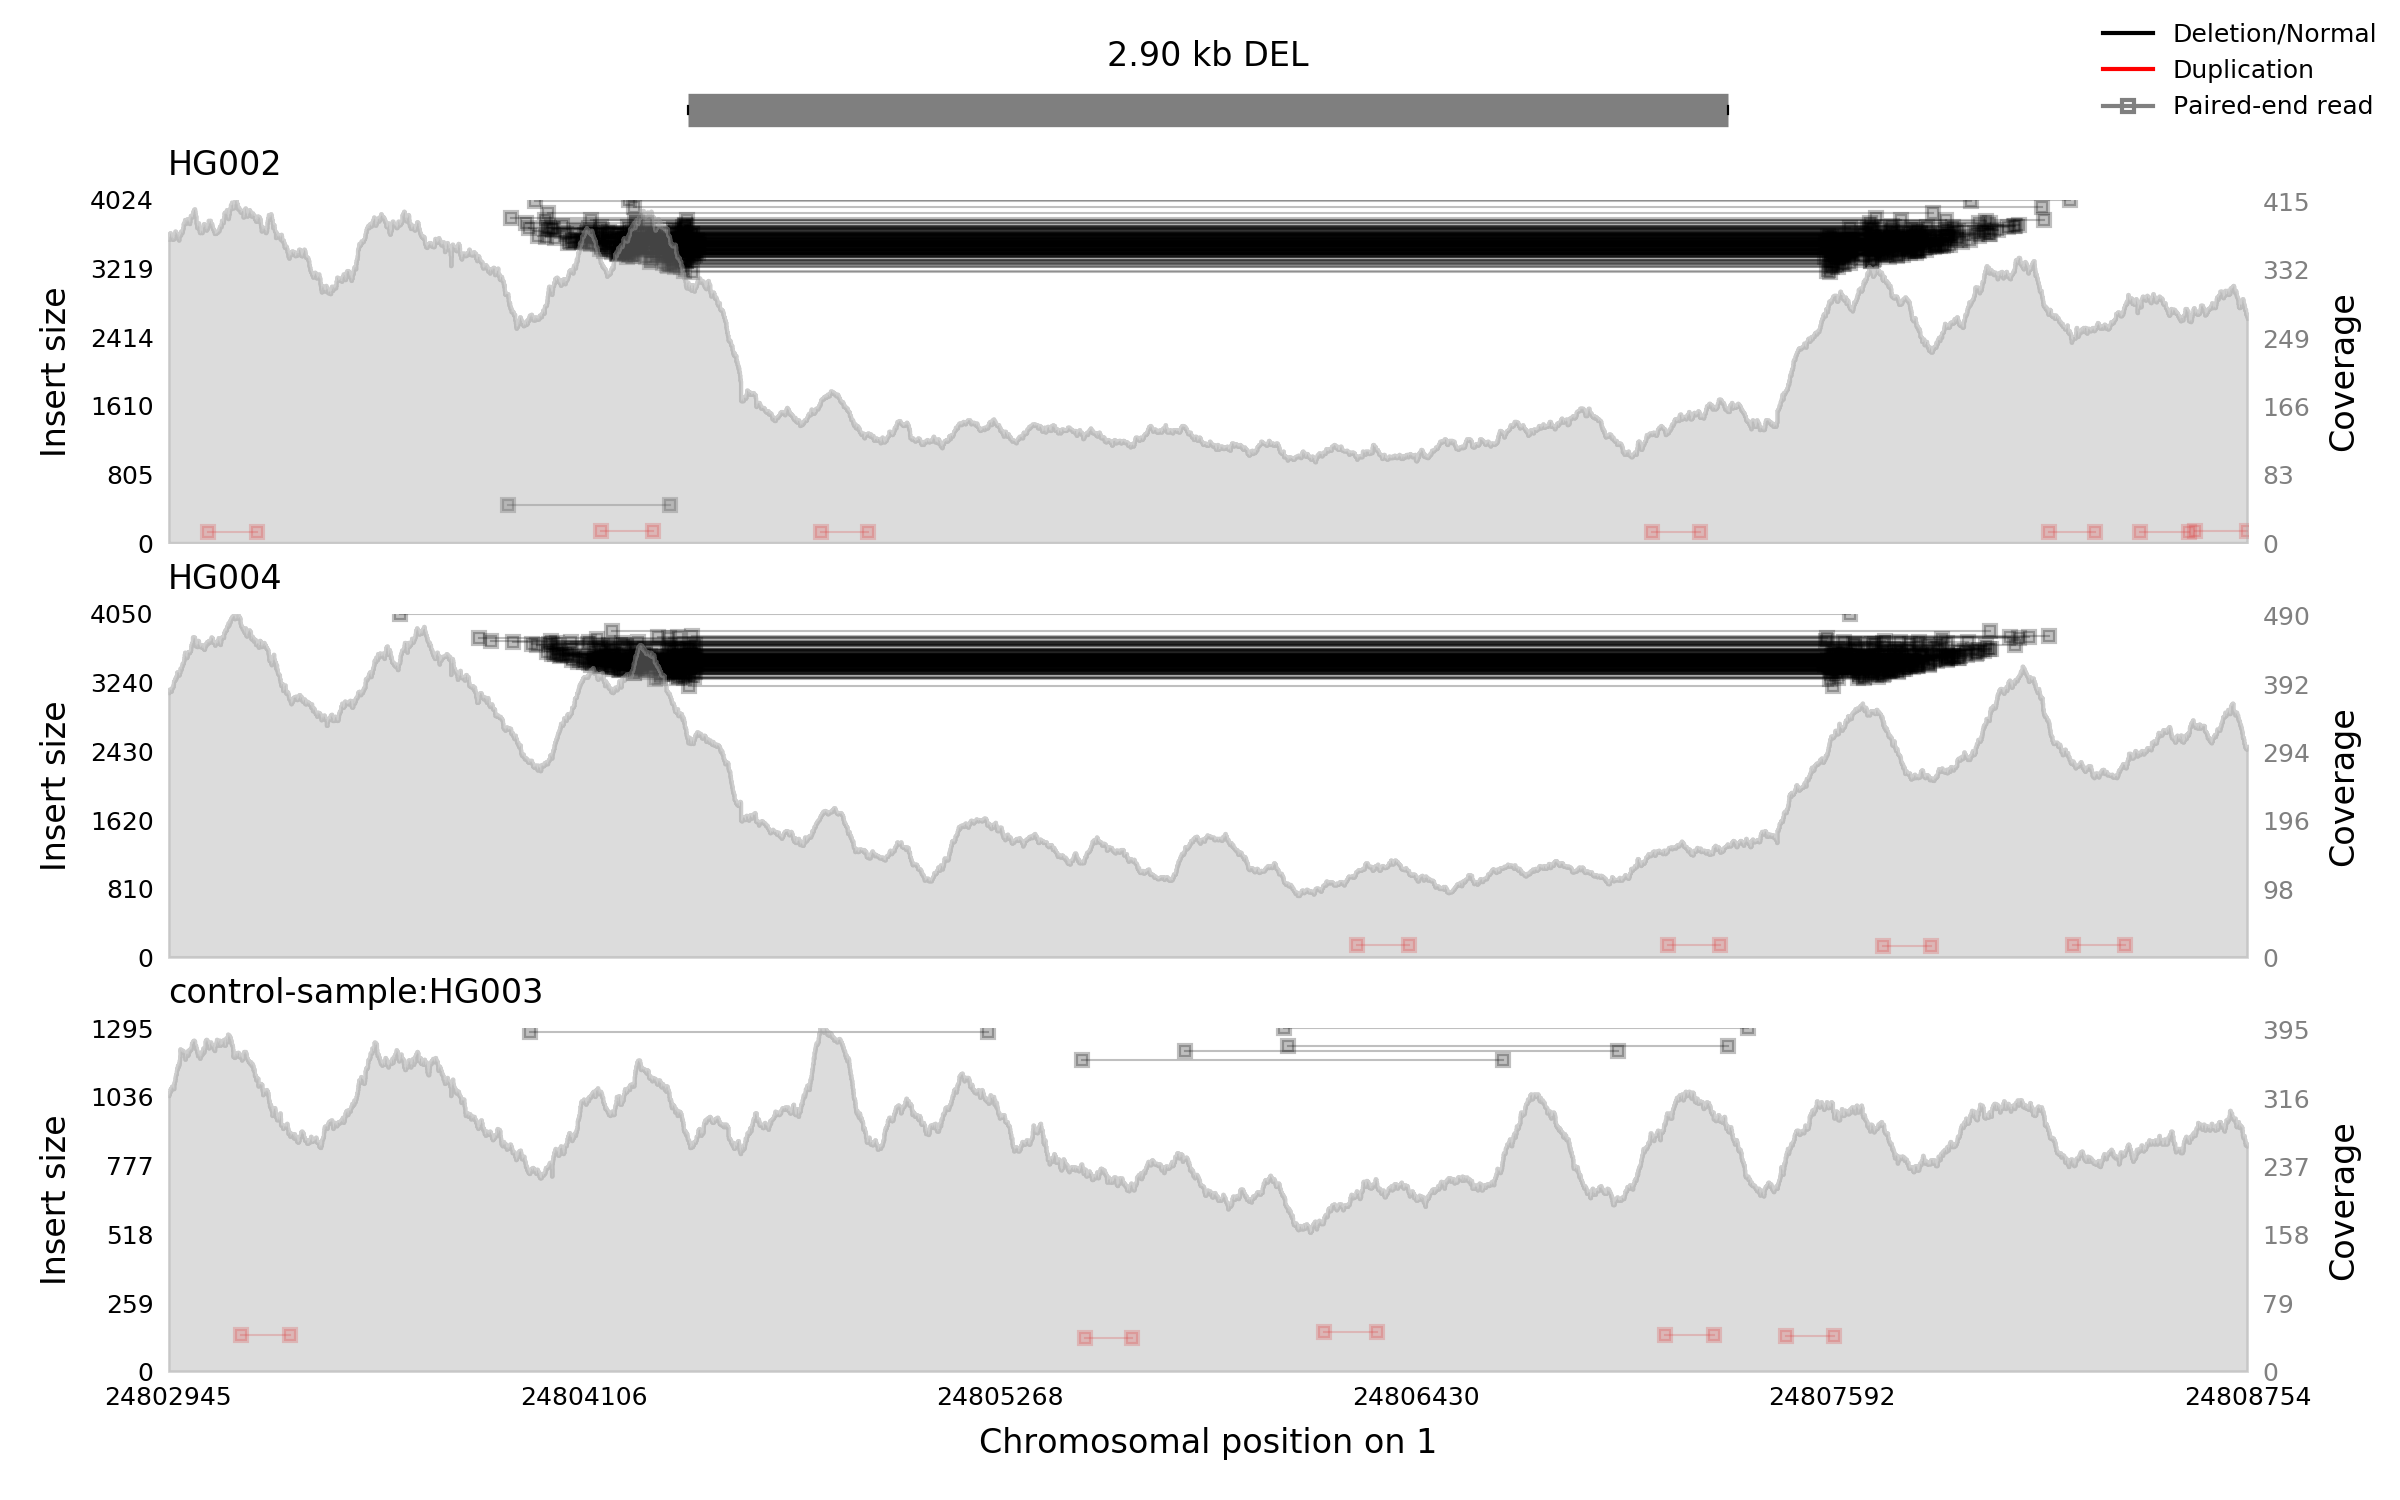 Deletion/Normal
Duplication
Paired-end read
2.90 kb DEL
HG002
4024
3219
2414
1610
805
0
Insert size
415
332
249
166
83
0
Coverage
HG004
4050
3240
2430
1620
810
0
Insert size
490
392
294
196
98
0
Coverage
control-sample:HG003
1295
1036
777
518
259
0
Insert size
395
316
237
158
79
0
Coverage
24802945 24804106 24805268 24806430 24807592 24808754
Chromosomal position on 1